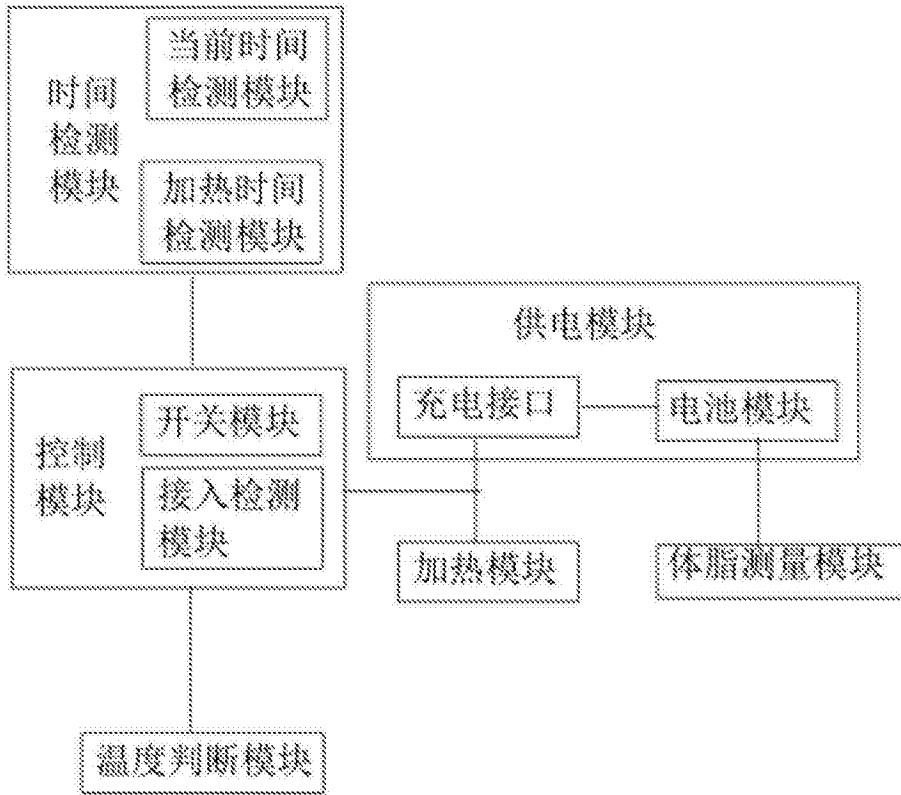 时间
检测
模块
当前时间
检测模块
加热时间
检测模块
供电模块
充电接口
电池模块
控制
模块
开关模块
接入检测
模块
加热模块
体脂测量模块
温度判断模块